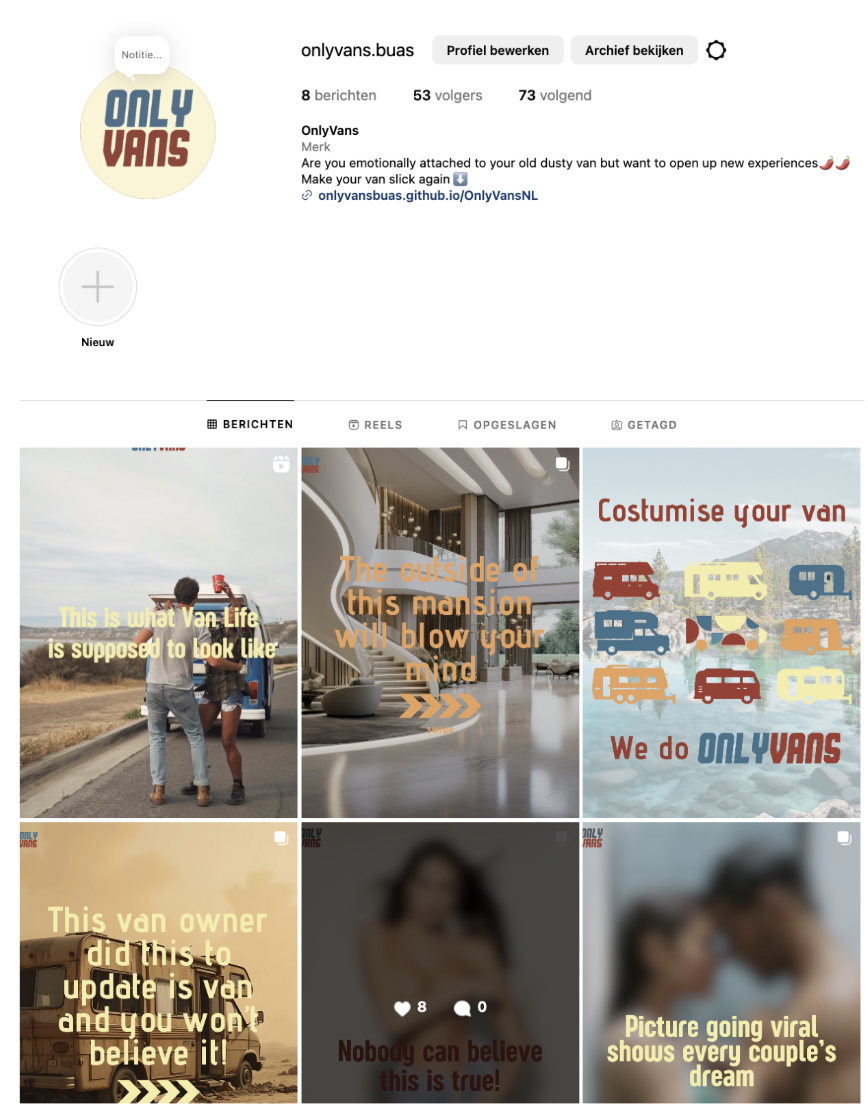 Notitie...
ONLY
VANS
onlyvans.buas Profiel bewerken Archief bekijken
8 berichten 53 volgers 73 volgend
OnlyVans
Merk
Are you emotionally attached to your old dusty van but want to open up new experiences🌶️🌶️
Make your van slick again ⬇️
onlyvansbuas.github.io/OnlyVansNL
Nieuw
BERICHTEN REELS OPGESLAGEN GETAGD
This is what Van Life
is supposed to look like
ONLY
VANS
The outside of
this mansion
will blow your
mind
Costumise your van
We do ONLYVANS
ONLY
VANS
This van owner
did this to
update is van
and you won't
believe it!
ONLY
VANS
8 0
Nobody can believe
this is true!
ONLY
VANS
Picture going viral
shows every couple's
dream